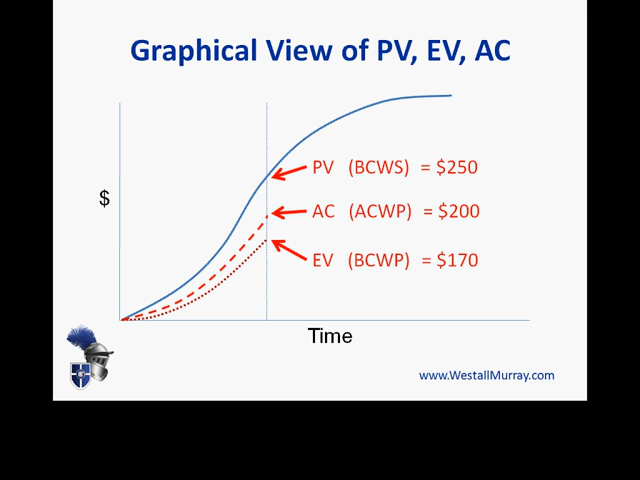 Graphical View of PV, EV, AC
$
PV (BCWS) = $250
AC (ACWP) = $200
EV (BCWP) = $170
Time
www.WestallMurray.com